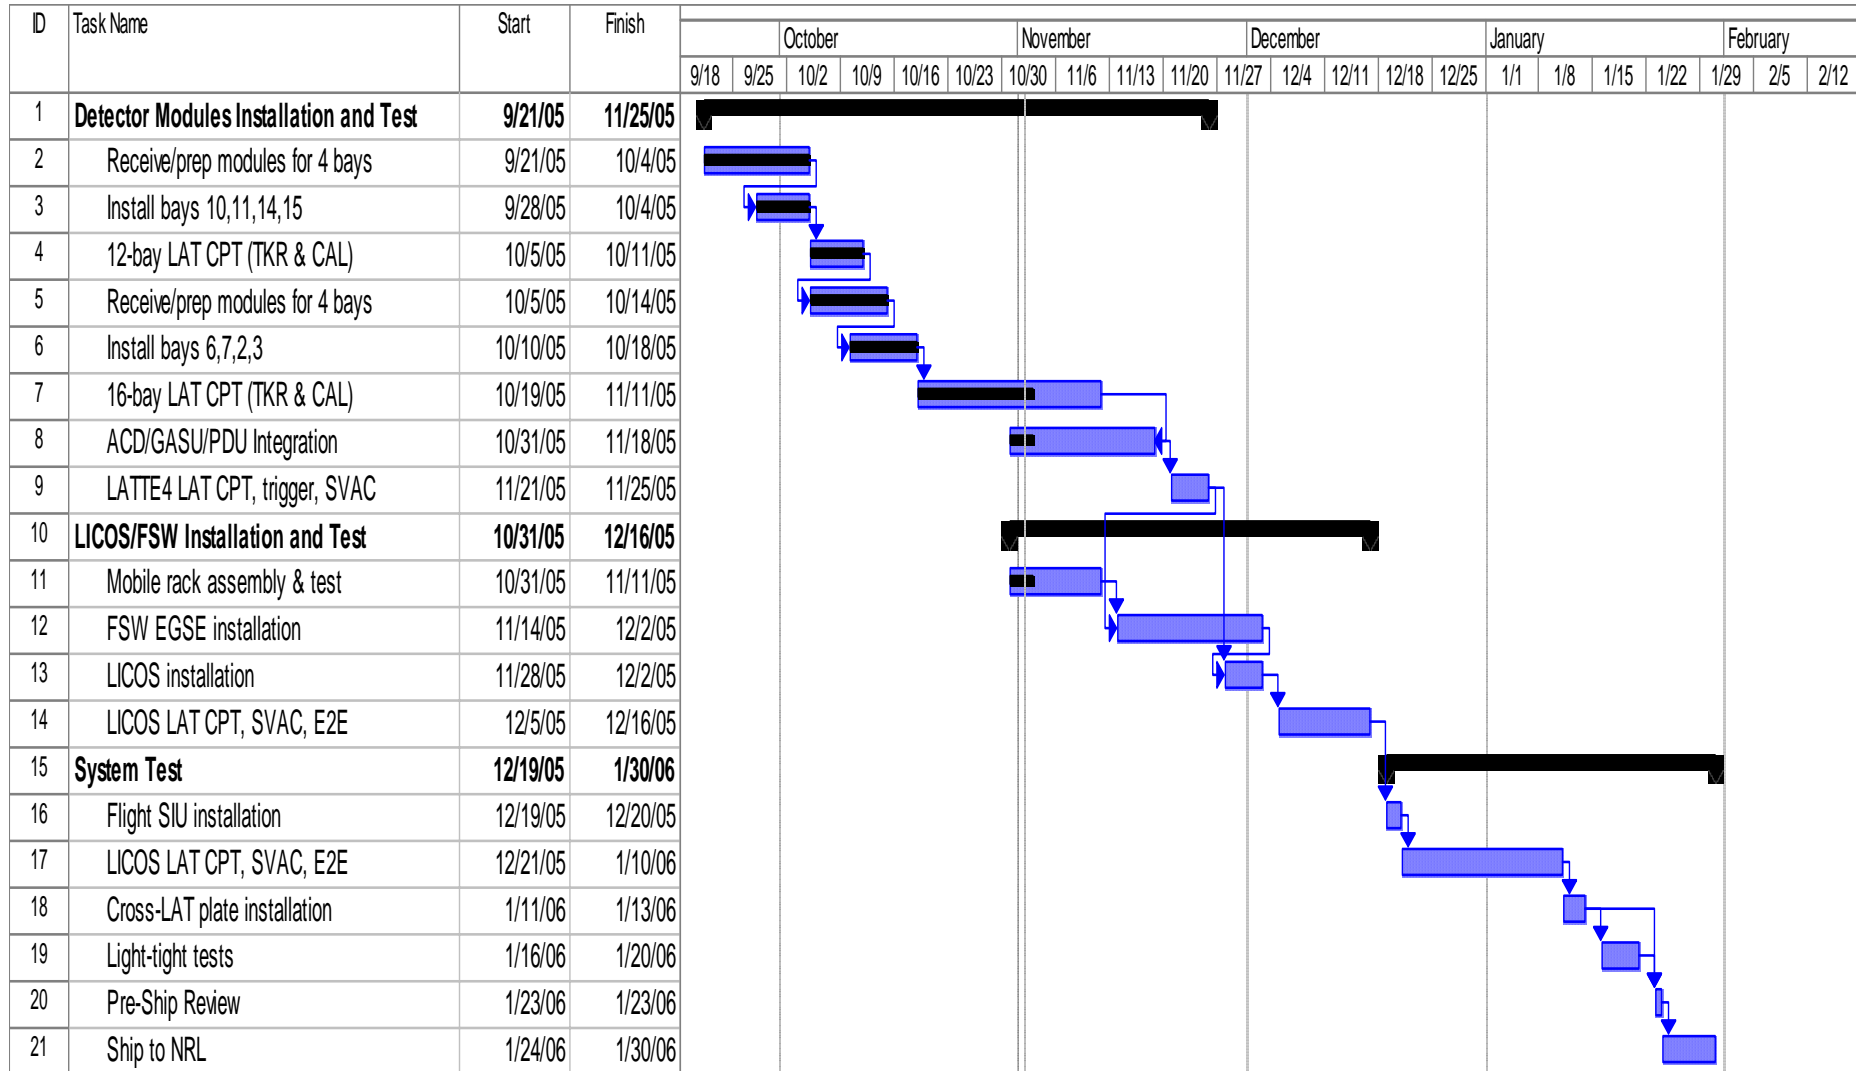 ID Task Name Start Finish
October November December January February
9/18 9/25 10/2 10/9 10/16 10/23 10/30 11/6 11/13 11/20 11/27 12/4 12/11 12/18 12/25 1/1 1/8 1/15 1/22 1/29 2/5 2/12
1 Detector Modules Installation and Test 9/21/05 11/25/05
2 Receive/prep modules for 4 bays 9/21/05 10/4/05
3 Install bays 10,11,14,15 9/28/05 10/4/05
4 12-bay LAT CPT (TKR & CAL) 10/5/05 10/11/05
5 Receive/prep modules for 4 bays 10/5/05 10/14/05
6 Install bays 6,7,2,3 10/10/05 10/18/05
7 16-bay LAT CPT (TKR & CAL) 10/19/05 11/11/05
8 ACD/GASU/PDU Integration 10/31/05 11/18/05
9 LATTE4 LAT CPT, trigger, SVAC 11/21/05 11/25/05
10 LICOS/FSW Installation and Test 10/31/05 12/16/05
11 Mobile rack assembly & test 10/31/05 11/11/05
12 FSW EGSE installation 11/14/05 12/2/05
13 LICOS installation 11/28/05 12/2/05
14 LICOS LAT CPT, SVAC, E2E 12/5/05 12/16/05
15 System Test 12/19/05 1/30/06
16 Flight SIU installation 12/19/05 12/20/05
17 LICOS LAT CPT, SVAC, E2E 12/21/05 1/10/06
18 Cross-LAT plate installation 1/11/06 1/13/06
19 Light-tight tests 1/16/06 1/20/06
20 Pre-Ship Review 1/23/06 1/23/06
21 Ship to NRL 1/24/06 1/30/06